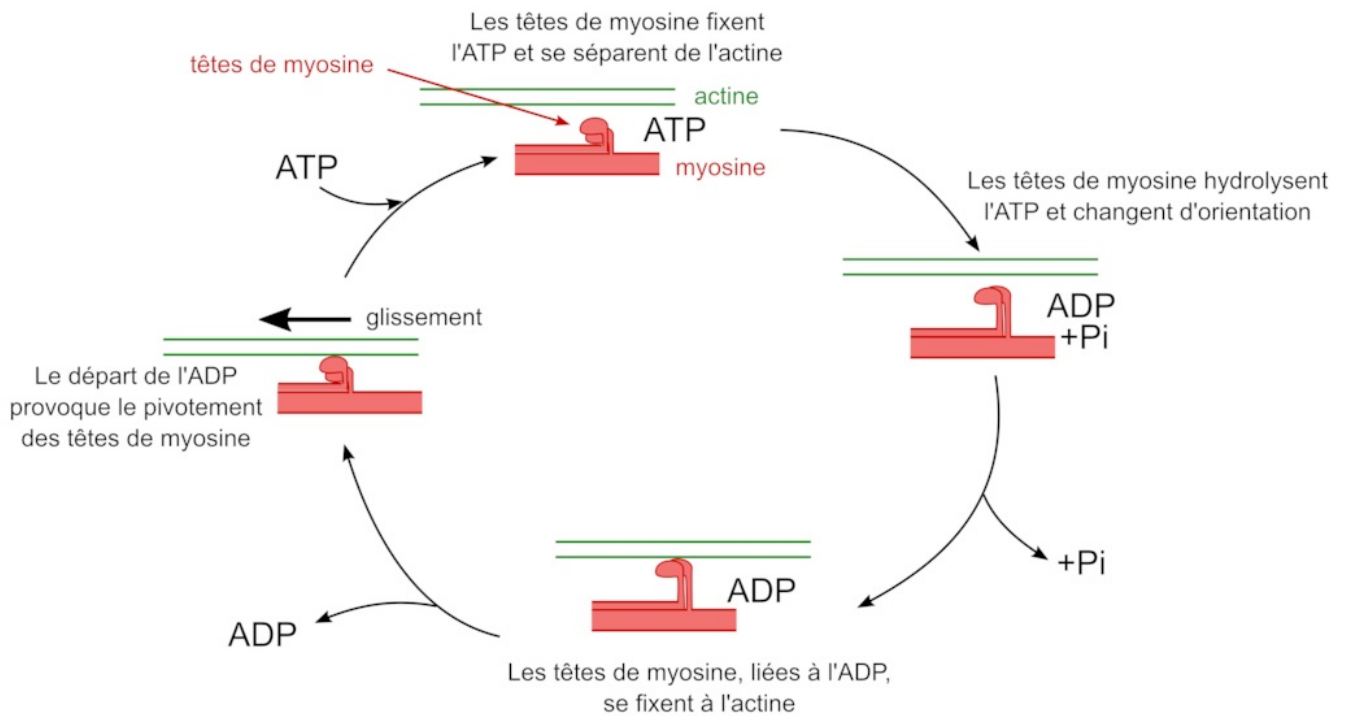 Les têtes de myosine fixent
l'ATP et se séparent de l'actine
têtes de myosine
actine
ATP
myosine
ATP
Les têtes de myosine hydrolysent
l'ATP et changent d'orientation
ADP
+Pi
glissement
Le départ de l'ADP
provoque le pivotement
des têtes de myosine
+Pi
ADP
ADP
Les têtes de myosine, liées à l'ADP,
se fixent à l'actine